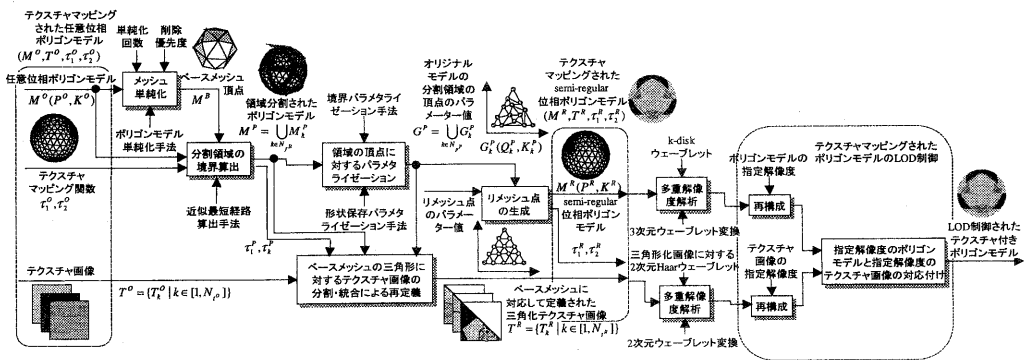 テクスチャマッピング
された任意位相
ポリゴンモデル
(M^O,T^O,τ_1^O,τ_2^O)
任意位相ポリゴンモデル
M^O(P^O,K^O)
テクスチャ
マッピング関数
τ_1^O,τ_2^O
テクスチャ画像
T^O={T_k^O | k∈[1,N_{t^O}]}
単純化
回数
削除
優先度
メッシュ
単純化
ポリゴンモデル
単純化手法
ベースメッシュ
頂点
M^B
分割領域の
境界算出
近似最短経路
算出手法
領域分割された
ポリゴンモデル
M^P=∪M_k^P
境界パラメタライ
ゼーション手法
領域の頂点に
対するパラメタ
ライゼーション
形状保存パラメタ
ライゼーション手法
τ_1^P,τ_k^P
ベースメッシュの三角形に
対するテクスチャ画像の
分割・統合による再定義
オリジナル
モデルの
分割領域の
頂点のパラ
メーター値
G^P=∪G_k^P
G_k^P(Q_k^P,K_k^P)
リメッシュ点
のパラメー
ター値
リメッシュ点
の生成
テクスチャ
マッピングされた
semi-regular
位相ポリゴンモデル
(M^R,T^R,τ_1^R,τ_2^R)
M^R(P^R,K^R)
semi-regular
位相ポリゴン
モデル
τ_1^R,τ_2^R
ベースメッシュに
対応して定義された
三角化テクスチャ画像
T^R={T_k^R | k∈[1,N_{t^R}]}
k-disk
ウェーブレット
多重解像
度解析
3次元ウェーブレット変換
三角形化画像に対する
2次元Haarウェーブレット
多重解像
度解析
2次元ウェーブレット変換
テクスチャマッピングされた
ポリゴンモデルのLOD制御
ポリゴンモデルの
指定解像度
再構成
テクスチャ
画像の
指定解像度
再構成
指定解像度のポリゴン
モデルと指定解像度の
テクスチャ画像の対応付け
LOD制御された
テクスチャ付き
ポリゴンモデル